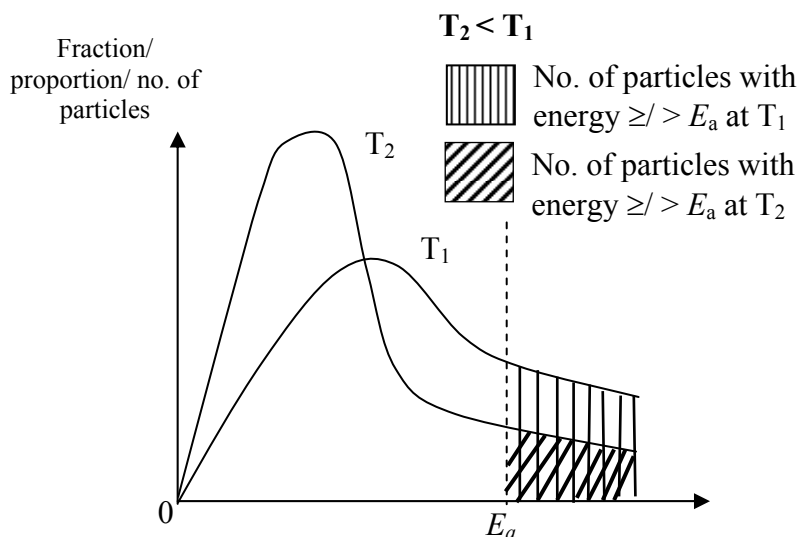 T₂ < T₁
Fraction/
proportion/ no. of
particles
No. of particles with
energy ≥/ > Eₐ at T₁
No. of particles with
energy ≥/ > Eₐ at T₂
T₂
T₁
0
Eₐ